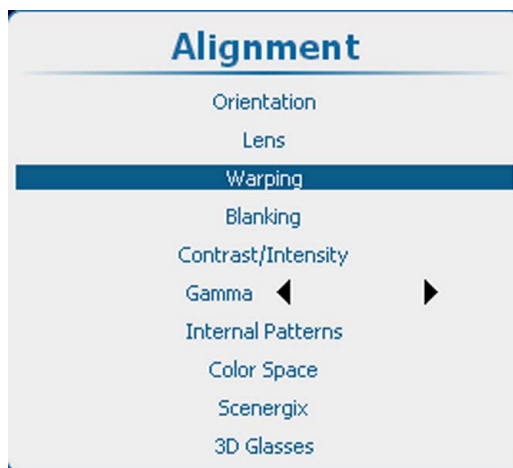 Alignment
Orientation
Lens
Warping
Blanking
Contrast/Intensity
Gamma
Internal Patterns
Color Space
Scenergix
3D Glasses